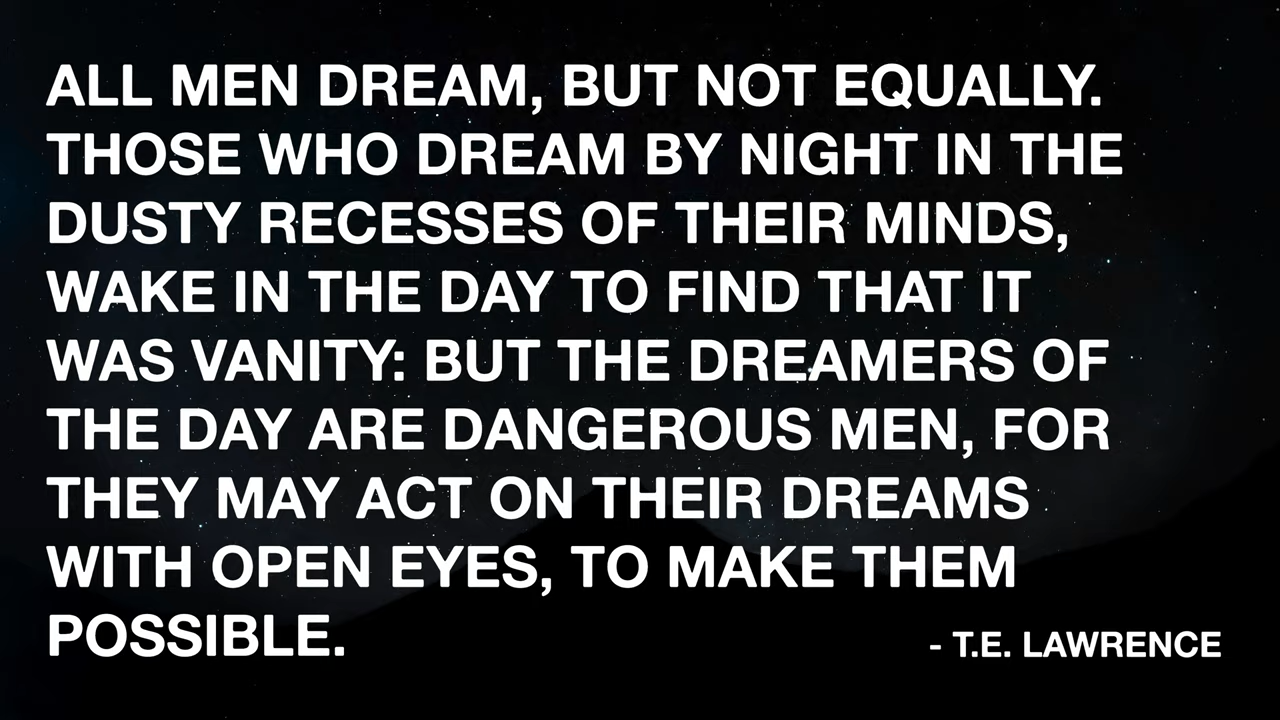 ALL MEN DREAM, BUT NOT EQUALLY.
THOSE WHO DREAM BY NIGHT IN THE
DUSTY RECESSES OF THEIR MINDS,
WAKE IN THE DAY TO FIND THAT IT
WAS VANITY: BUT THE DREAMERS OF
THE DAY ARE DANGEROUS MEN, FOR
THEY MAY ACT ON THEIR DREAMS
WITH OPEN EYES, TO MAKE THEM
POSSIBLE.
- T.E. LAWRENCE